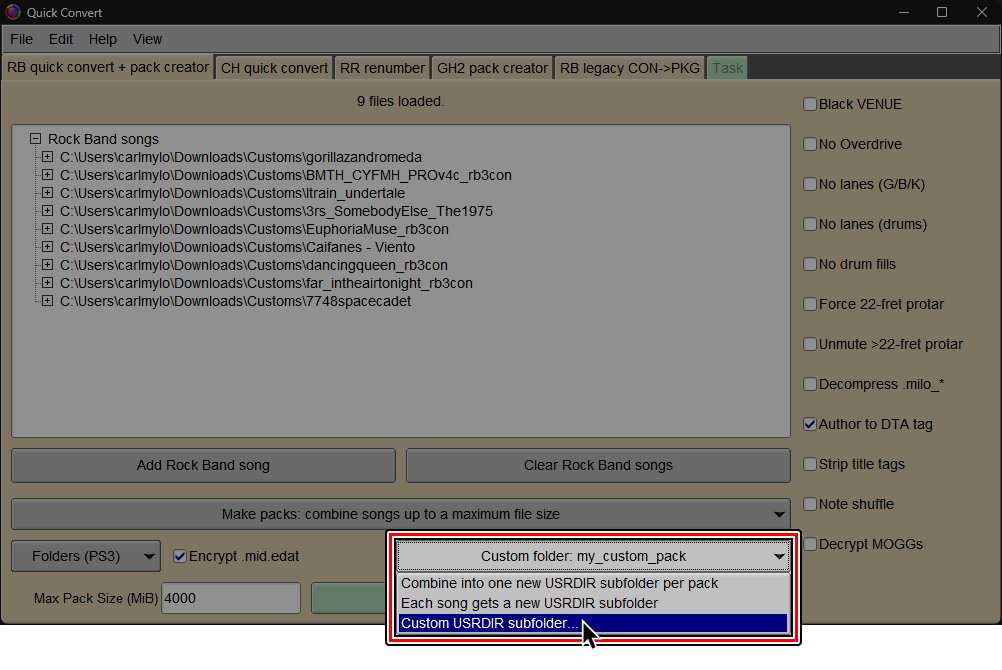 Quick Convert
File Edit Help View
RB quick convert + pack creator CH quick convert RR renumber GH2 pack creator RB legacy CON->PKG Task
9 files loaded.
Rock Band songs
C:\Users\carlmylo\Downloads\Customs\gorillazandromeda
C:\Users\carlmylo\Downloads\Customs\BMTH_CYFMH_PROv4c_rb3con
C:\Users\carlmylo\Downloads\Customs\ltrain_undertale
C:\Users\carlmylo\Downloads\Customs\3rs_SomebodyElse_The1975
C:\Users\carlmylo\Downloads\Customs\EuphoriaMuse_rb3con
C:\Users\carlmylo\Downloads\Customs\Caifanes - Viento
C:\Users\carlmylo\Downloads\Customs\dancingqueen_rb3con
C:\Users\carlmylo\Downloads\Customs\far_intheairtonight_rb3con
C:\Users\carlmylo\Downloads\Customs\7748spacecadet
Add Rock Band song Clear Rock Band songs
Make packs: combine songs up to a maximum file size
Folders (PS3) Encrypt .mid.edat
Max Pack Size (MiB) 4000
Custom folder: my_custom_pack
Combine into one new USRDIR subfolder per pack
Each song gets a new USRDIR subfolder
Custom USRDIR subfolder...
Black VENUE
No Overdrive
No lanes (G/B/K)
No lanes (drums)
No drum fills
Force 22-fret protar
Unmute >22-fret protar
Decompress .milo_*
Author to DTA tag
Strip title tags
Note shuffle
Decrypt MOGGs